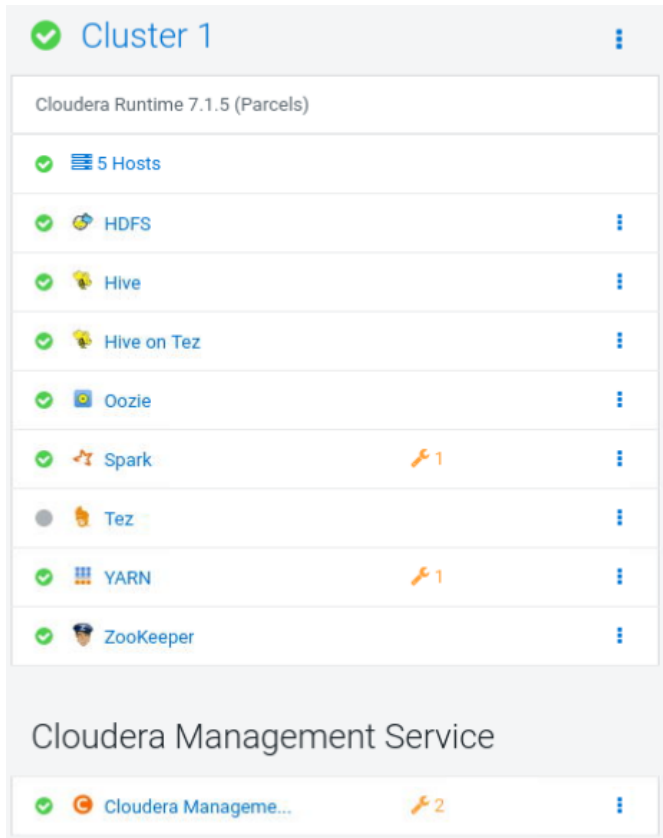 Cluster 1
Cloudera Runtime 7.1.5 (Parcels)
5 Hosts
HDFS
Hive
Hive on Tez
Oozie
Spark 1
Tez
YARN 1
ZooKeeper
Cloudera Management Service
Cloudera Manageme... 2